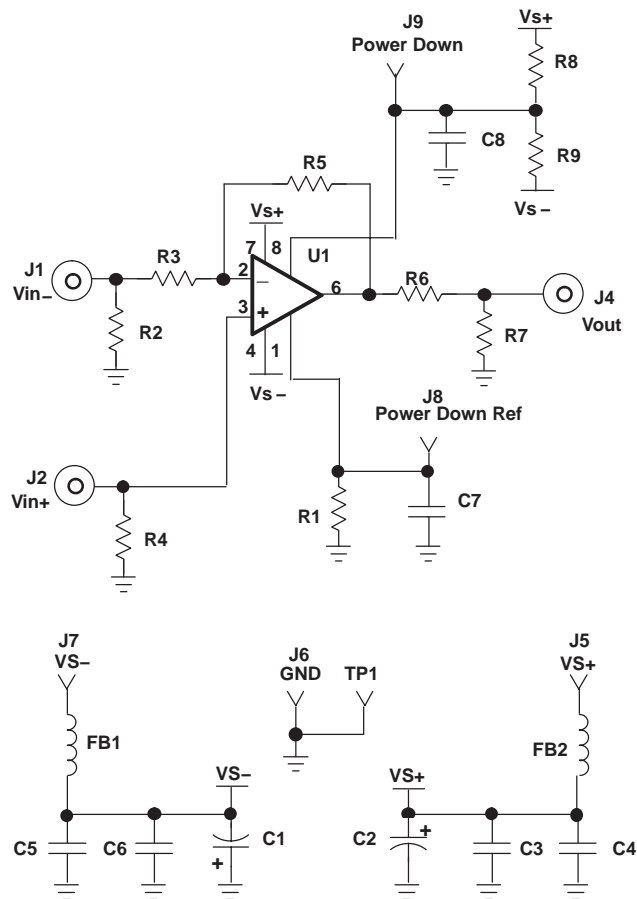 J9
Power Down
Vs+
R8
C8
R9
Vs−
R5
Vs+
7 8
U1
J1
Vin−
R3
2
−
6
R6
J4
Vout
3
+
R2
R7
4 1
Vs−
J8
Power Down Ref
J2
Vin+
R4
R1
C7
J7
VS−
J6
GND
TP1
J5
VS+
FB1
FB2
VS−
VS+
C5
C6
C1
+
C2
+
C3
C4